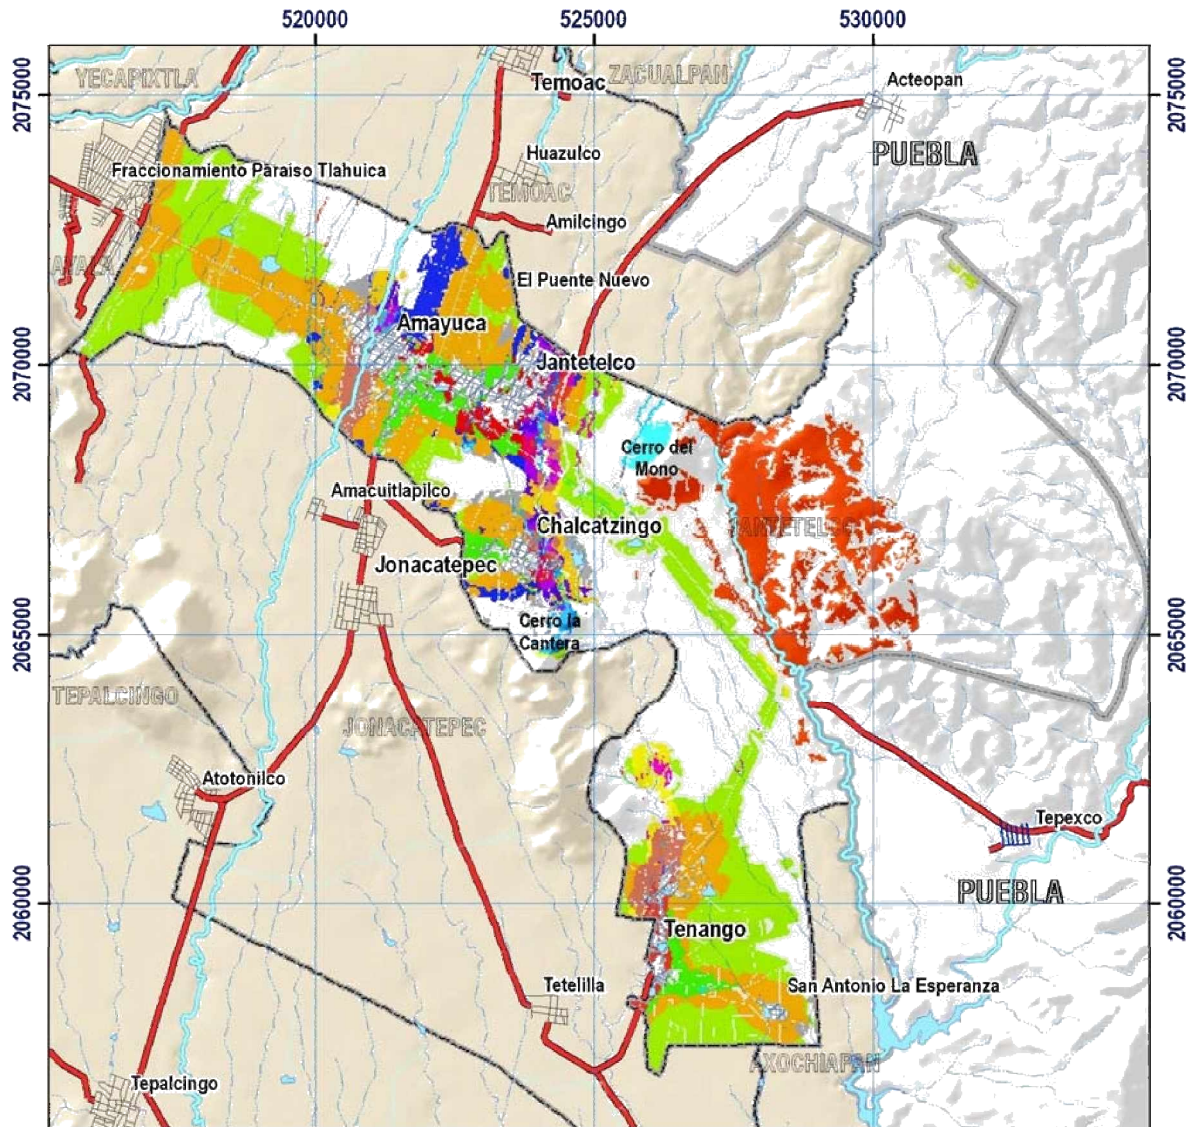 520000
525000
530000
2075000
2075000
YECAPIXTLA
Temoac
ZACUALPAN
Acteopan
Huazulco
PUEBLA
Fraccionamiento Paraiso Tlahuica
TEMOAC
Amilcingo
AYALA
El Puente Nuevo
Amayuca
2070000
2070000
Jantetelco
Cerro del
Mono
Amacuitlapilco
Chalcatzingo
JANTETELCO
Jonacatepec
Cerro la
Cantera
2065000
2065000
TEPALCINGO
JONACATEPEC
Atotonilco
Tepexco
2060000
2060000
PUEBLA
Tenango
Tetelilla
San Antonio La Esperanza
AXOCHIAPAN
Tepalcingo